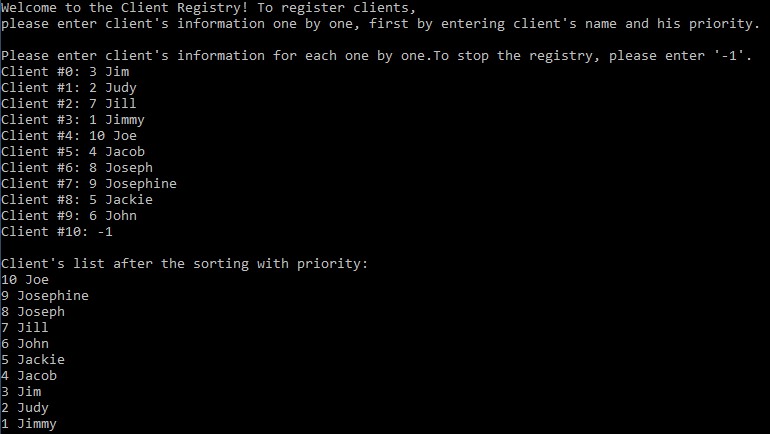 Welcome to the Client Registry! To register clients,
please enter client's information one by one, first by entering client's name and his priority.
Please enter client's information for each one by one.To stop the registry, please enter '-1'.
Client #0: 3 Jim
Client #1: 2 Judy
Client #2: 7 Jill
Client #3: 1 Jimmy
Client #4: 10 Joe
Client #5: 4 Jacob
Client #6: 8 Joseph
Client #7: 9 Josephine
Client #8: 5 Jackie
Client #9: 6 John
Client #10: -1
Client's list after the sorting with priority:
10 Joe
9 Josephine
8 Joseph
7 Jill
6 John
5 Jackie
4 Jacob
3 Jim
2 Judy
1 Jimmy